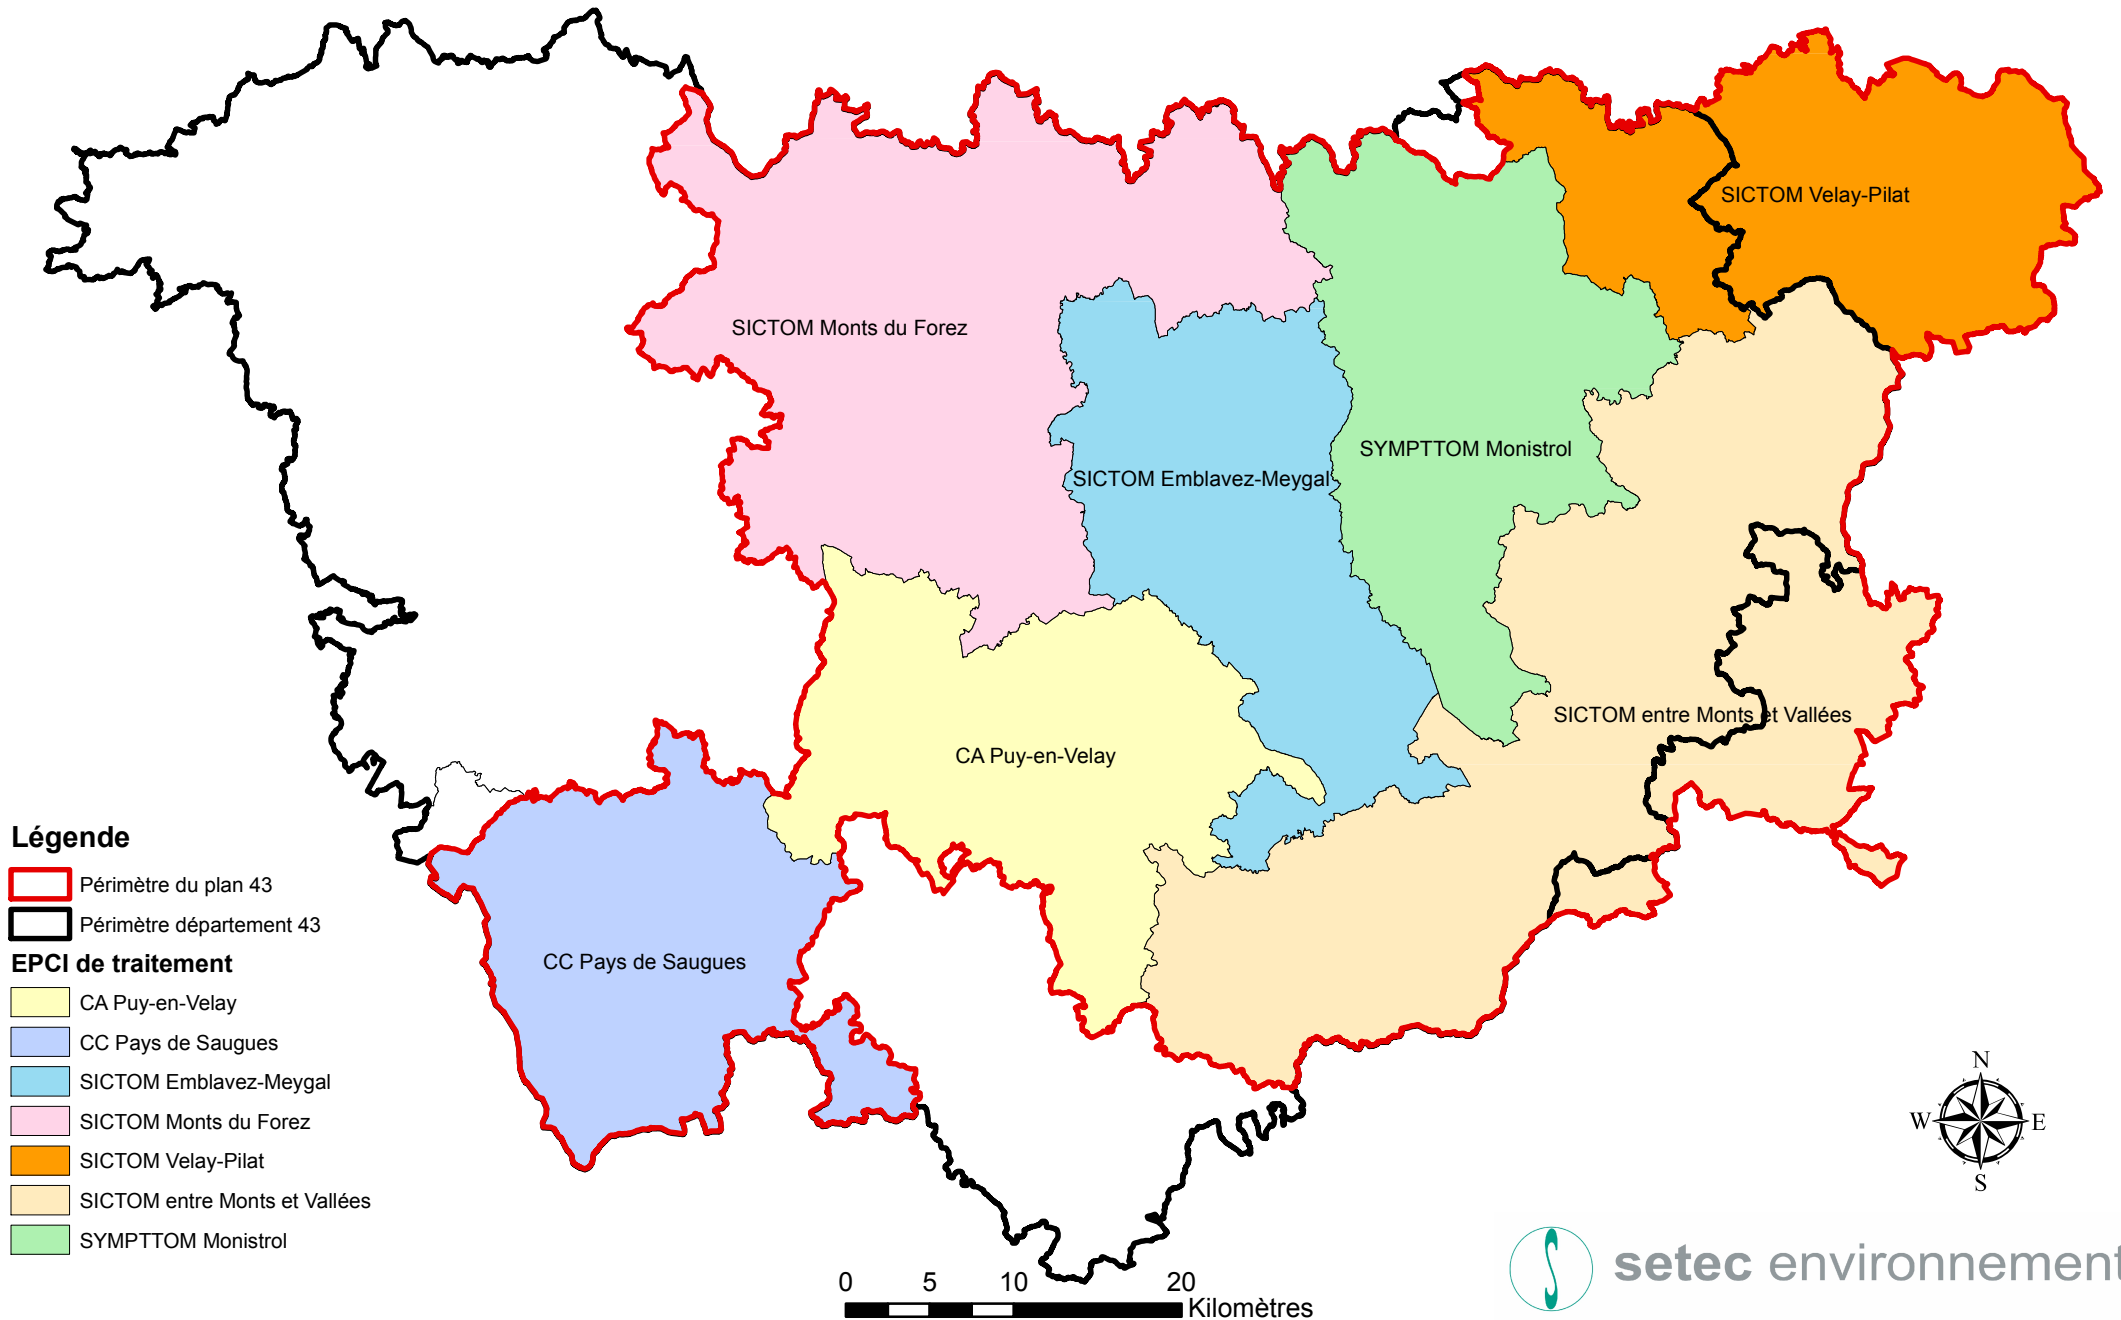 SICTOM Velay-Pilat
SICTOM Monts du Forez
SYMPTTOM Monistrol
SICTOM Emblavez-Meygal
SICTOM entre Monts et Vallées
CA Puy-en-Velay
CC Pays de Saugues
Légende
Périmètre du plan 43
Périmètre département 43
EPCI de traitement
CA Puy-en-Velay
CC Pays de Saugues
SICTOM Emblavez-Meygal
SICTOM Monts du Forez
SICTOM Velay-Pilat
SICTOM entre Monts et Vallées
SYMPTTOM Monistrol
N
W E
S
0 5 10 20
Kilomètres
setec environnement